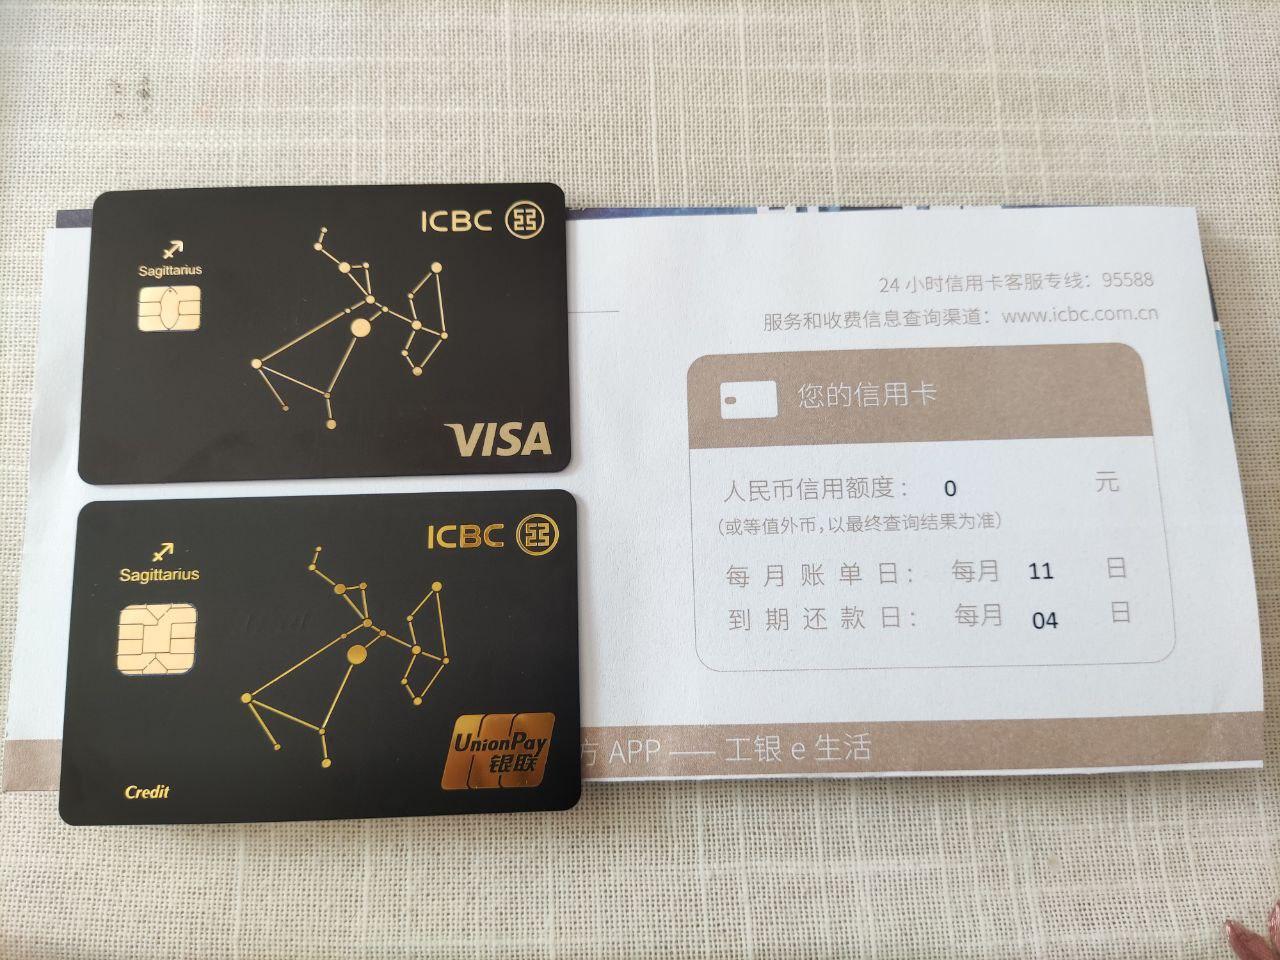 ICBC
Sagittarius
VISA
ICBC
Sagittarius
UnionPay
银联
Credit
24 小时信用卡客服专线：95588
服务和收费信息查询渠道：www.icbc.com.cn
您的信用卡
人民币信用额度： 0 元
（或等值外币，以最终查询结果为准）
每 月 账 单 日： 每月 11 日
到 期 还 款 日： 每月 04 日
方 APP —— 工银 e 生活